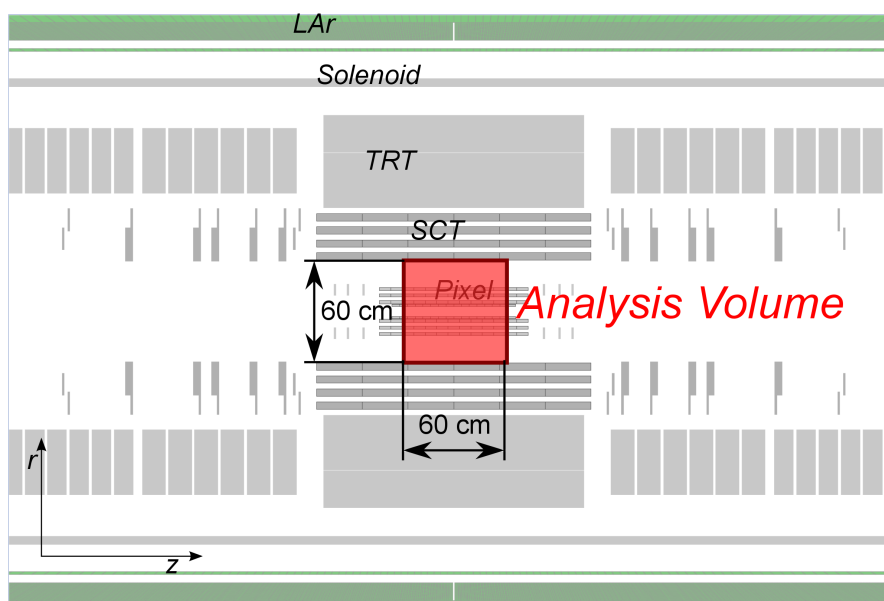 LAr
Solenoid
TRT
SCT
Pixel
60 cm
Analysis Volume
60 cm
r
z